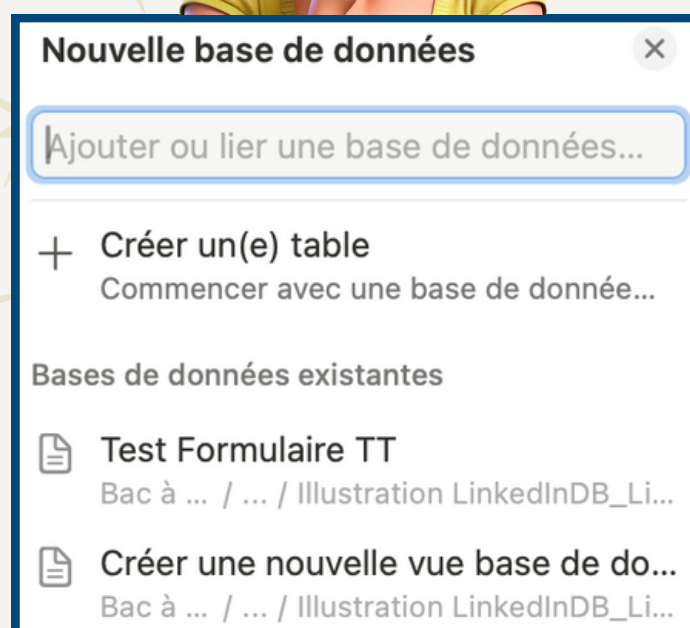 Nouvelle base de données
Ajouter ou lier une base de données...
Créer un(e) table
Commencer avec une base de donnée...
Bases de données existantes
Test Formulaire TT
Bac à ... / ... / Illustration LinkedInDB_Li...
Créer une nouvelle vue base de do...
Bac à ... / ... / Illustration LinkedInDB_Li...